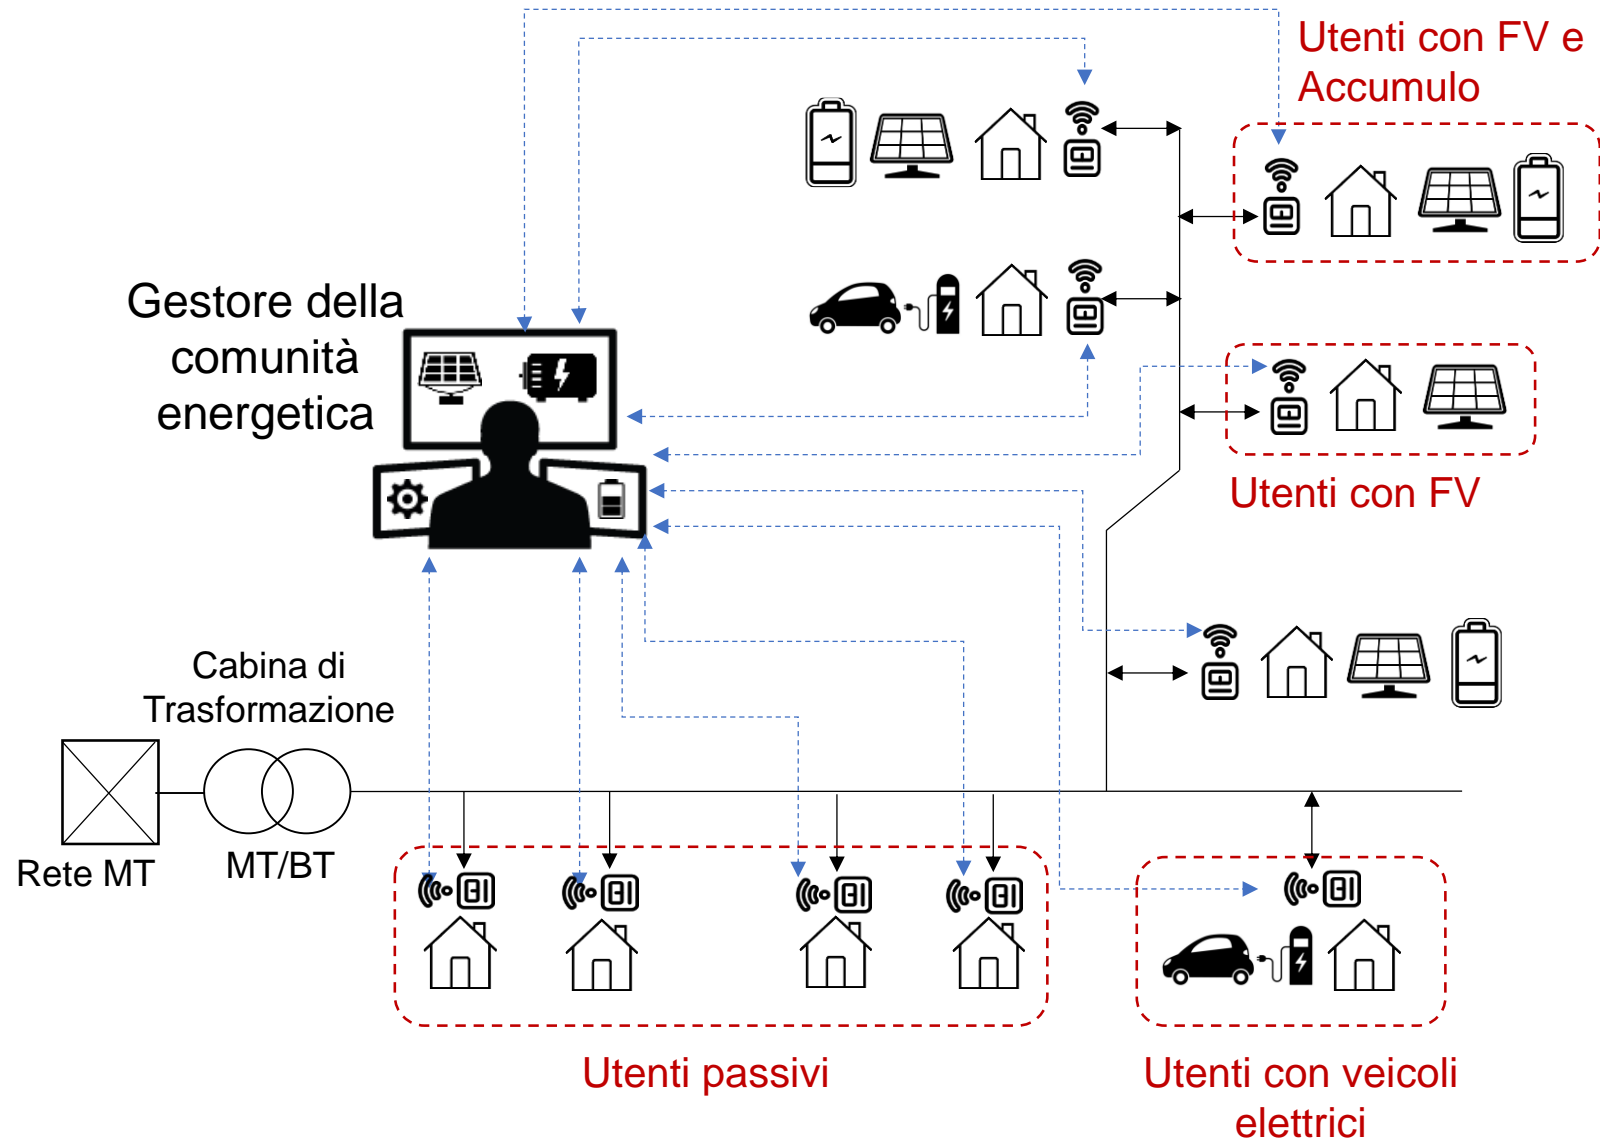 Utenti con FV e
Accumulo
Gestore della
comunità
energetica
Utenti con FV
Cabina di
Trasformazione
Rete MT
MT/BT
Utenti passivi
Utenti con veicoli
elettrici